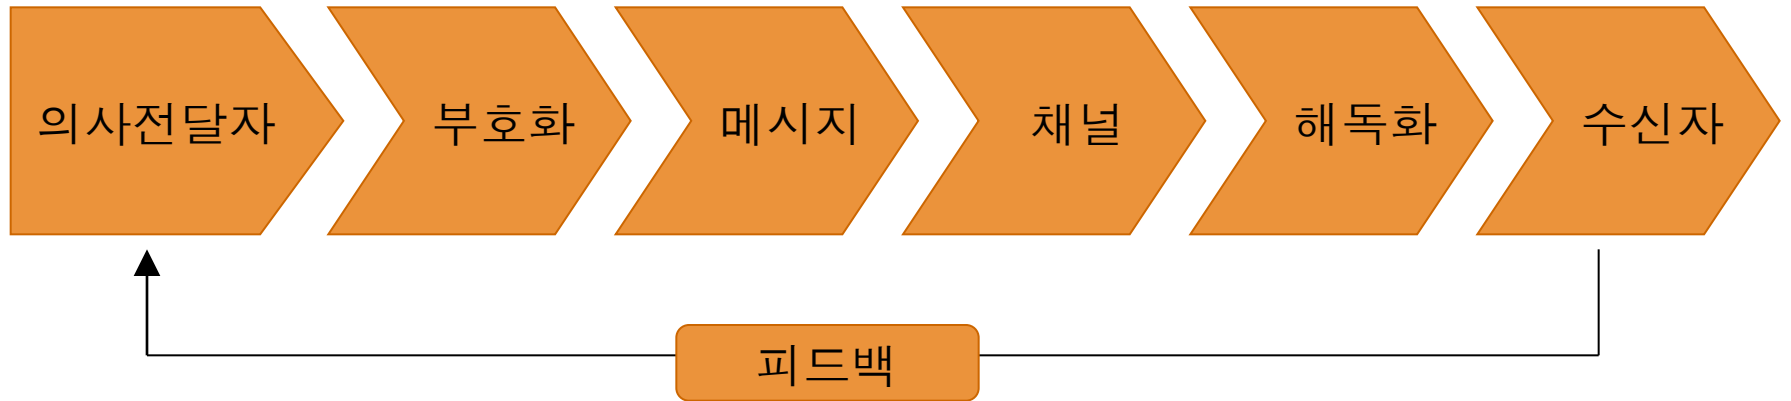 의사전달자
부호화
메시지
채널
해독화
수신자
피드백